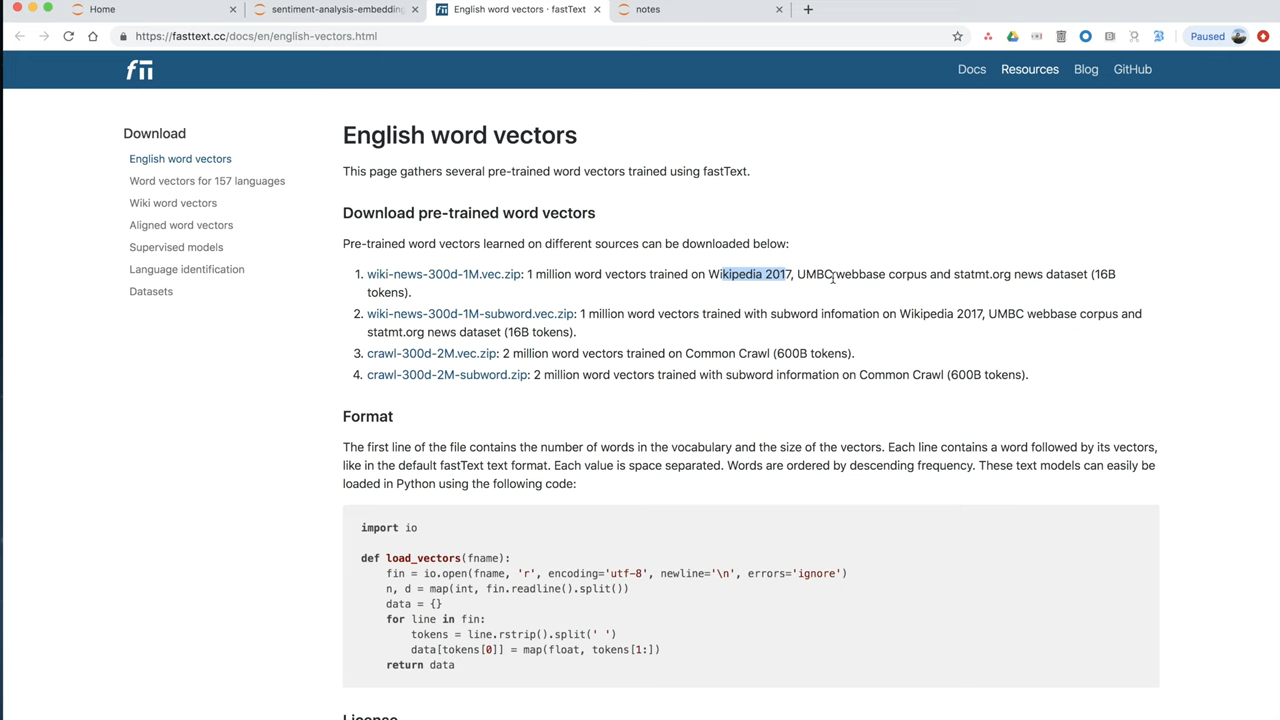 Home
sentiment-analysis-embedding
English word vectors · fastText
notes
https://fasttext.cc/docs/en/english-vectors.html
Paused
Docs
Resources
Blog
GitHub
Download
English word vectors
Word vectors for 157 languages
Wiki word vectors
Aligned word vectors
Supervised models
Language identification
Datasets
English word vectors
This page gathers several pre-trained word vectors trained using fastText.
Download pre-trained word vectors
Pre-trained word vectors learned on different sources can be downloaded below:
1. wiki-news-300d-1M.vec.zip: 1 million word vectors trained on Wikipedia 2017, UMBC webbase corpus and statmt.org news dataset (16B
tokens).
2. wiki-news-300d-1M-subword.vec.zip: 1 million word vectors trained with subword infomation on Wikipedia 2017, UMBC webbase corpus and
statmt.org news dataset (16B tokens).
3. crawl-300d-2M.vec.zip: 2 million word vectors trained on Common Crawl (600B tokens).
4. crawl-300d-2M-subword.zip: 2 million word vectors trained with subword information on Common Crawl (600B tokens).
Format
The first line of the file contains the number of words in the vocabulary and the size of the vectors. Each line contains a word followed by its vectors,
like in the default fastText text format. Each value is space separated. Words are ordered by descending frequency. These text models can easily be
loaded in Python using the following code:
import io
def load_vectors(fname):
    fin = io.open(fname, 'r', encoding='utf-8', newline='\n', errors='ignore')
    n, d = map(int, fin.readline().split())
    data = {}
    for line in fin:
        tokens = line.rstrip().split(' ')
        data[tokens[0]] = map(float, tokens[1:])
    return data
License